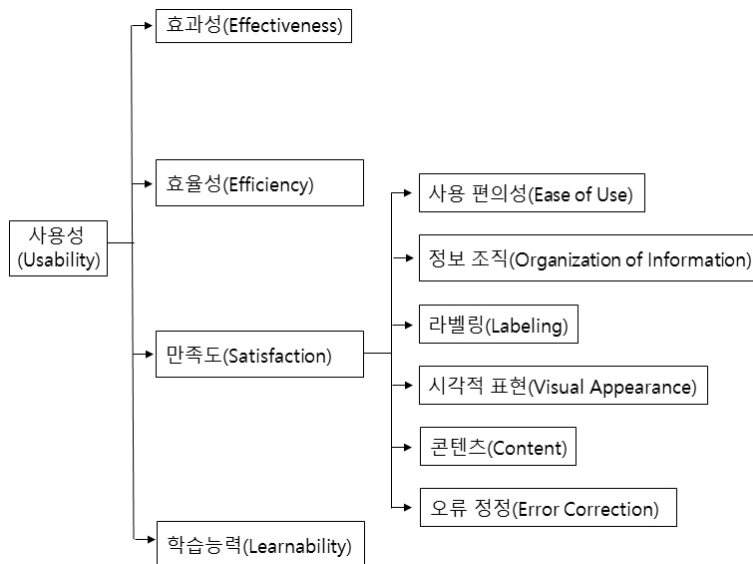 효과성(Effectiveness)
효율성(Efficiency)
사용성
(Usability)
만족도(Satisfaction)
학습능력(Learnability)
사용 편의성(Ease of Use)
정보 조직(Organization of Information)
라벨링(Labeling)
시각적 표현(Visual Appearance)
콘텐츠(Content)
오류 정정(Error Correction)